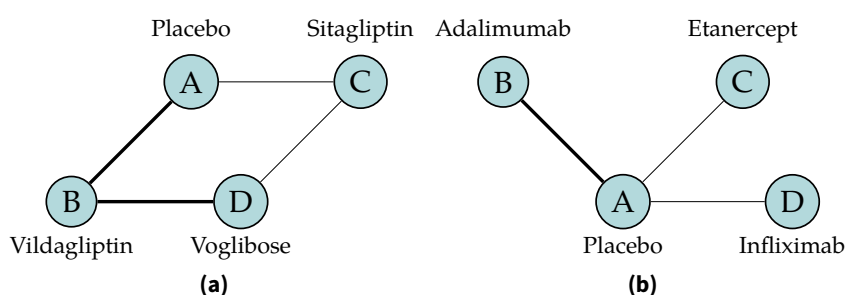 Placebo
Sitagliptin
A
C
B
D
Vildagliptin
Voglibose
(a)
Adalimumab
Etanercept
B
C
A
D
Placebo
Infliximab
(b)